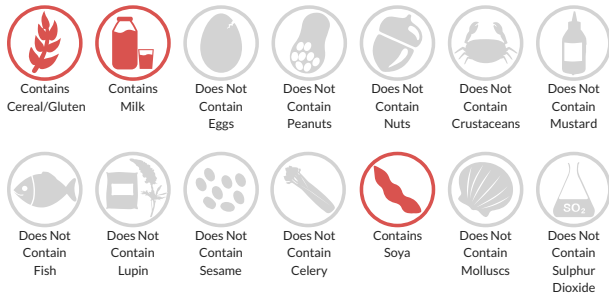 Contains
Cereal/Gluten
Contains
Milk
Does Not
Contain
Eggs
Does Not
Contain
Peanuts
Does Not
Contain
Nuts
Does Not
Contain
Crustaceans
Does Not
Contain
Mustard
Does Not
Contain
Fish
Does Not
Contain
Lupin
Does Not
Contain
Sesame
Does Not
Contain
Celery
Contains
Soya
Does Not
Contain
Molluscs
SO₂
Does Not
Contain
Sulphur
Dioxide